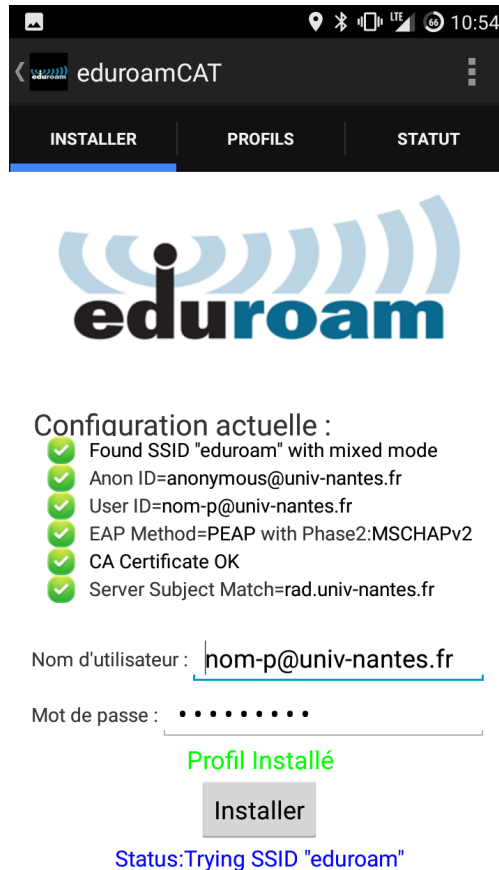 66 10:54
LTE
eduroam eduroamCAT
INSTALLER PROFILS STATUT
eduroam
Configuration actuelle :
Found SSID "eduroam" with mixed mode
Anon ID=anonymous@univ-nantes.fr
User ID=nom-p@univ-nantes.fr
EAP Method=PEAP with Phase2:MSCHAPv2
CA Certificate OK
Server Subject Match=rad.univ-nantes.fr
Nom d'utilisateur : nom-p@univ-nantes.fr
Mot de passe : •••••••••
Profil Installé
Installer
Status:Trying SSID "eduroam"